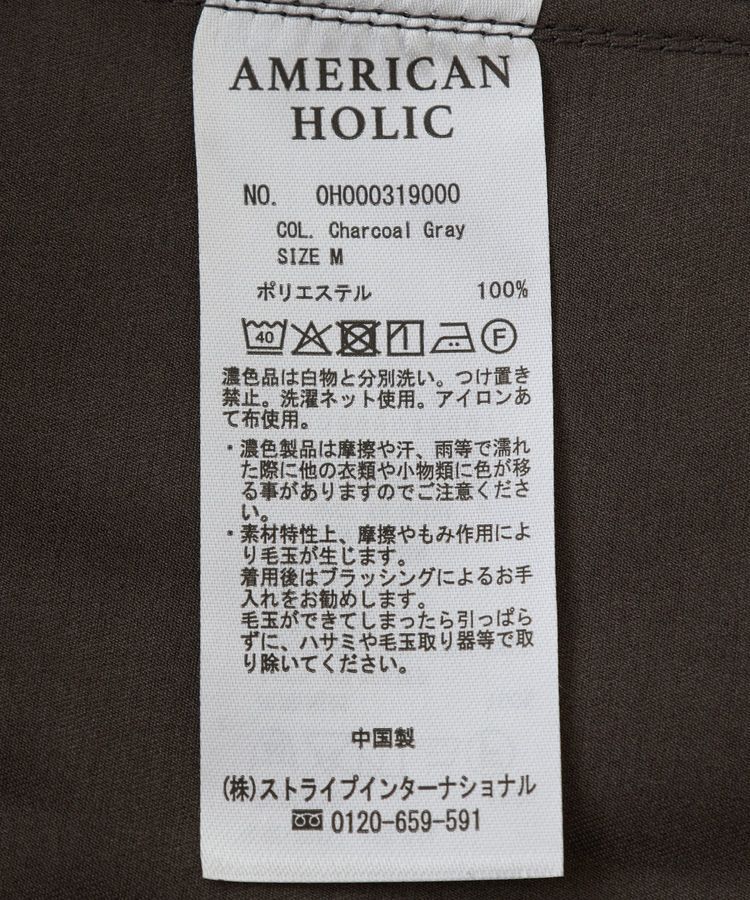 AMERICAN
HOLIC
NO. OH000319000
COL. Charcoal Gray
SIZE M
ポリエステル 100%
40 F
濃色品は白物と分別洗い。つけ置き
禁止。洗濯ネット使用。アイロンあ
て布使用。
・濃色製品は摩擦や汗、雨等で濡れ
た際に他の衣類や小物類に色が移
る事がありますのでご注意くださ
い。
・素材特性上、摩擦やもみ作用によ
り毛玉が生じます。
着用後はブラッシングによるお手
入れをお勧めします。
毛玉ができてしまったら引っぱら
ずに、ハサミや毛玉取り器等で取
り除いてください。
中国製
(株)ストライプインターナショナル
0120-659-591